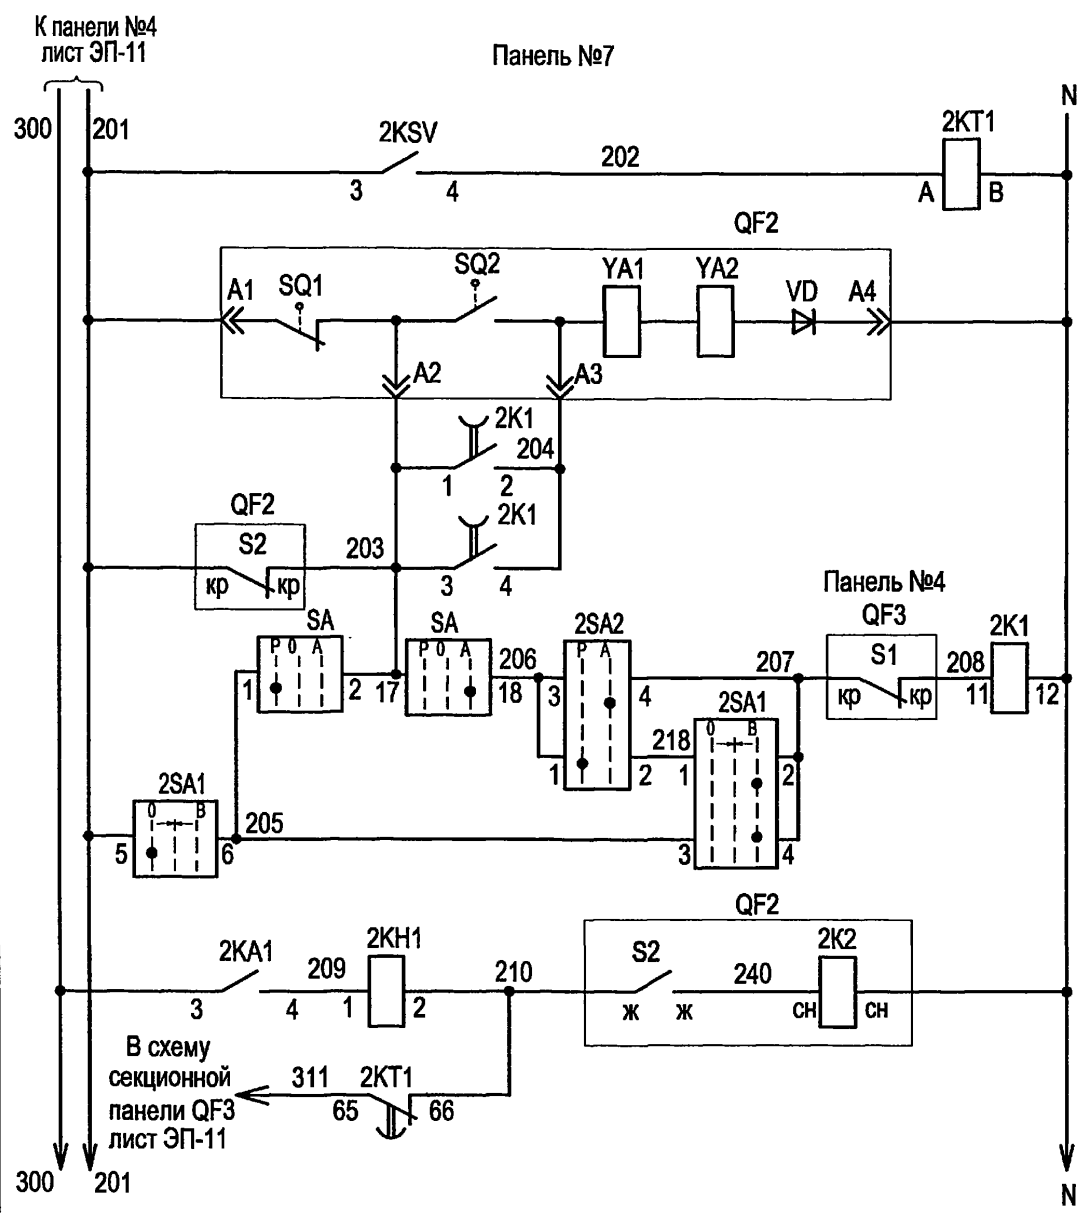 К панели №4
лист ЭП-11
Панель №7
300
201
N
2KSV
202
2KT1
3
4
A
B
QF2
A1
SQ1
SQ2
YA1
YA2
VD
A4
A2
A3
2K1
204
1
2
QF2
S2
203
2K1
кр
кр
3
4
Панель №4
QF3
SA
SA
2SA2
S1
2K1
P O A
P O A
P A
206
207
208
1
2
17
18
3
4
кр
кр
11
12
2SA1
218
O B
1
2
1
2
2SA1
O B
205
5
6
3
4
QF2
2KA1
2KH1
S2
2K2
209
210
240
3
4
1
2
ж
ж
сн
сн
В схему
секционной
панели QF3
лист ЭП-11
311
2KT1
65
66
300
201
N